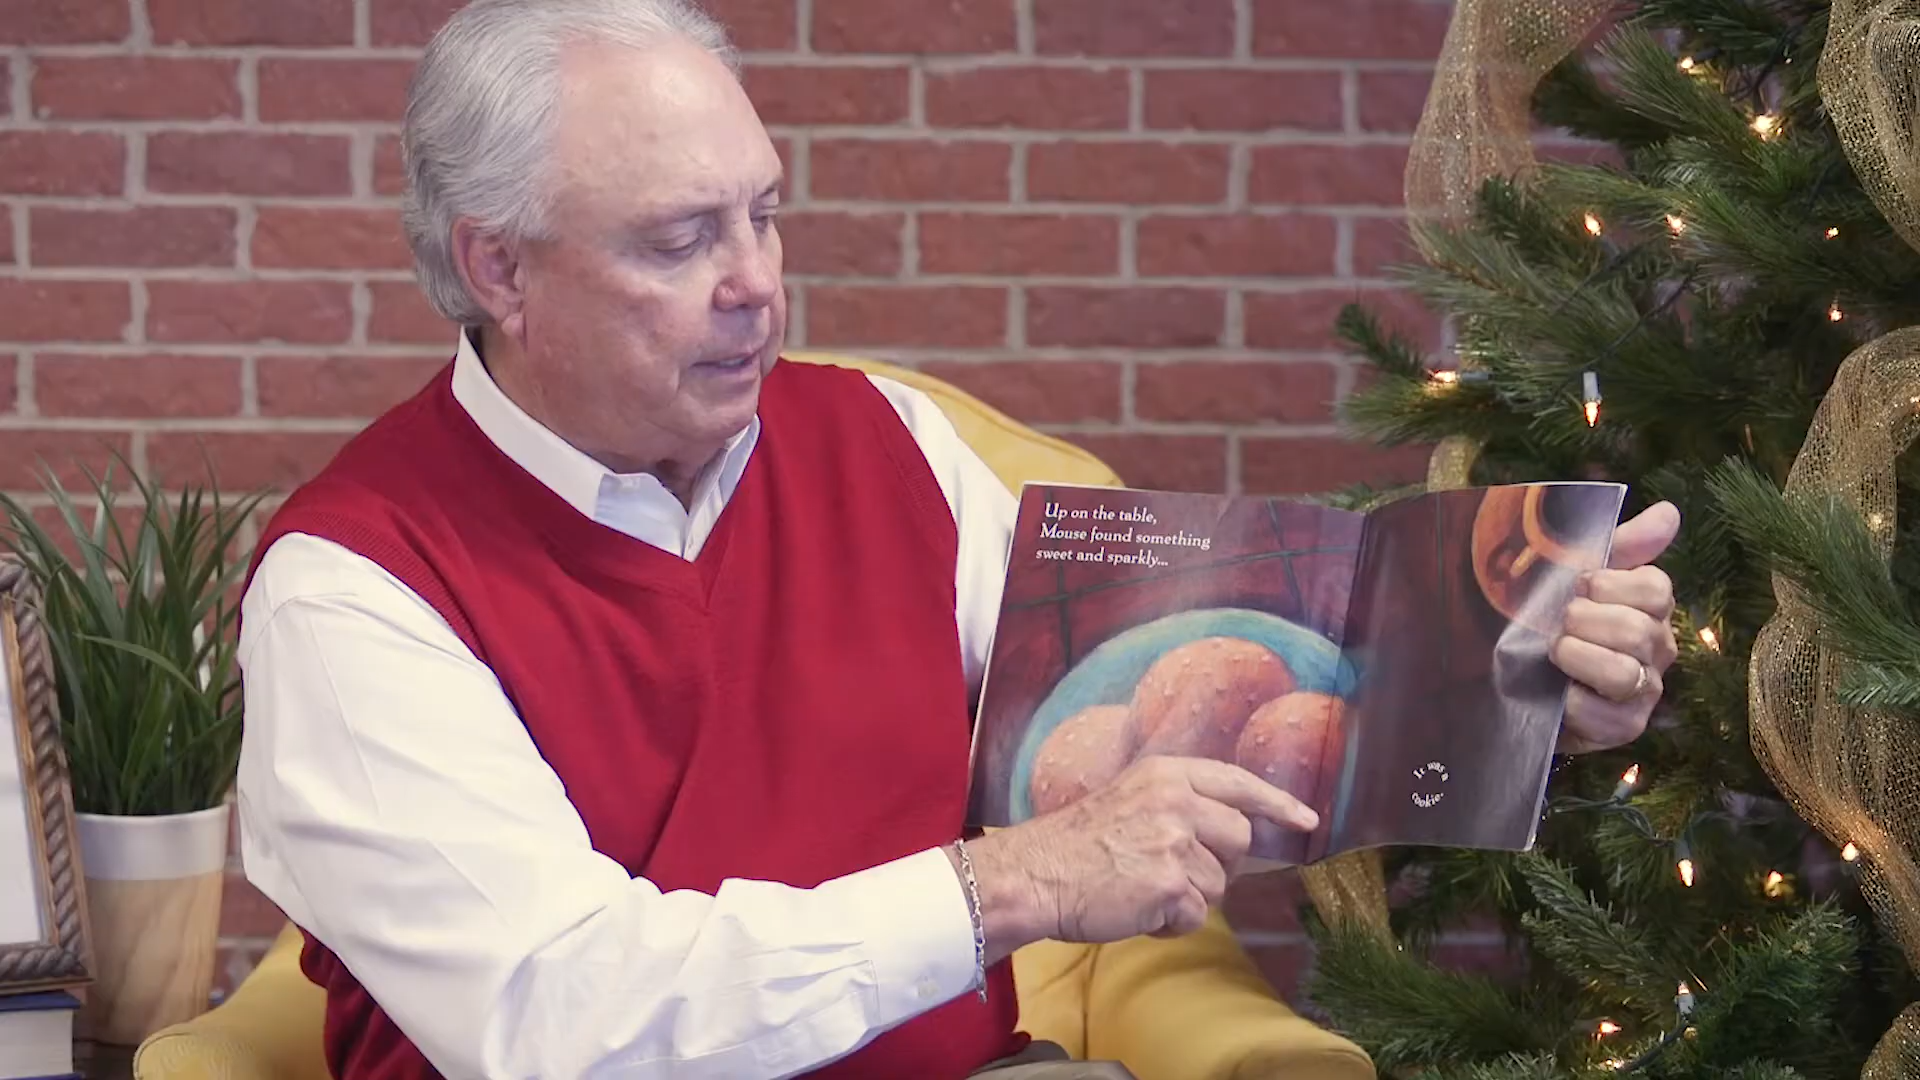 Up on the table,
Mouse found something
sweet and sparkly...
It was a
cookie.